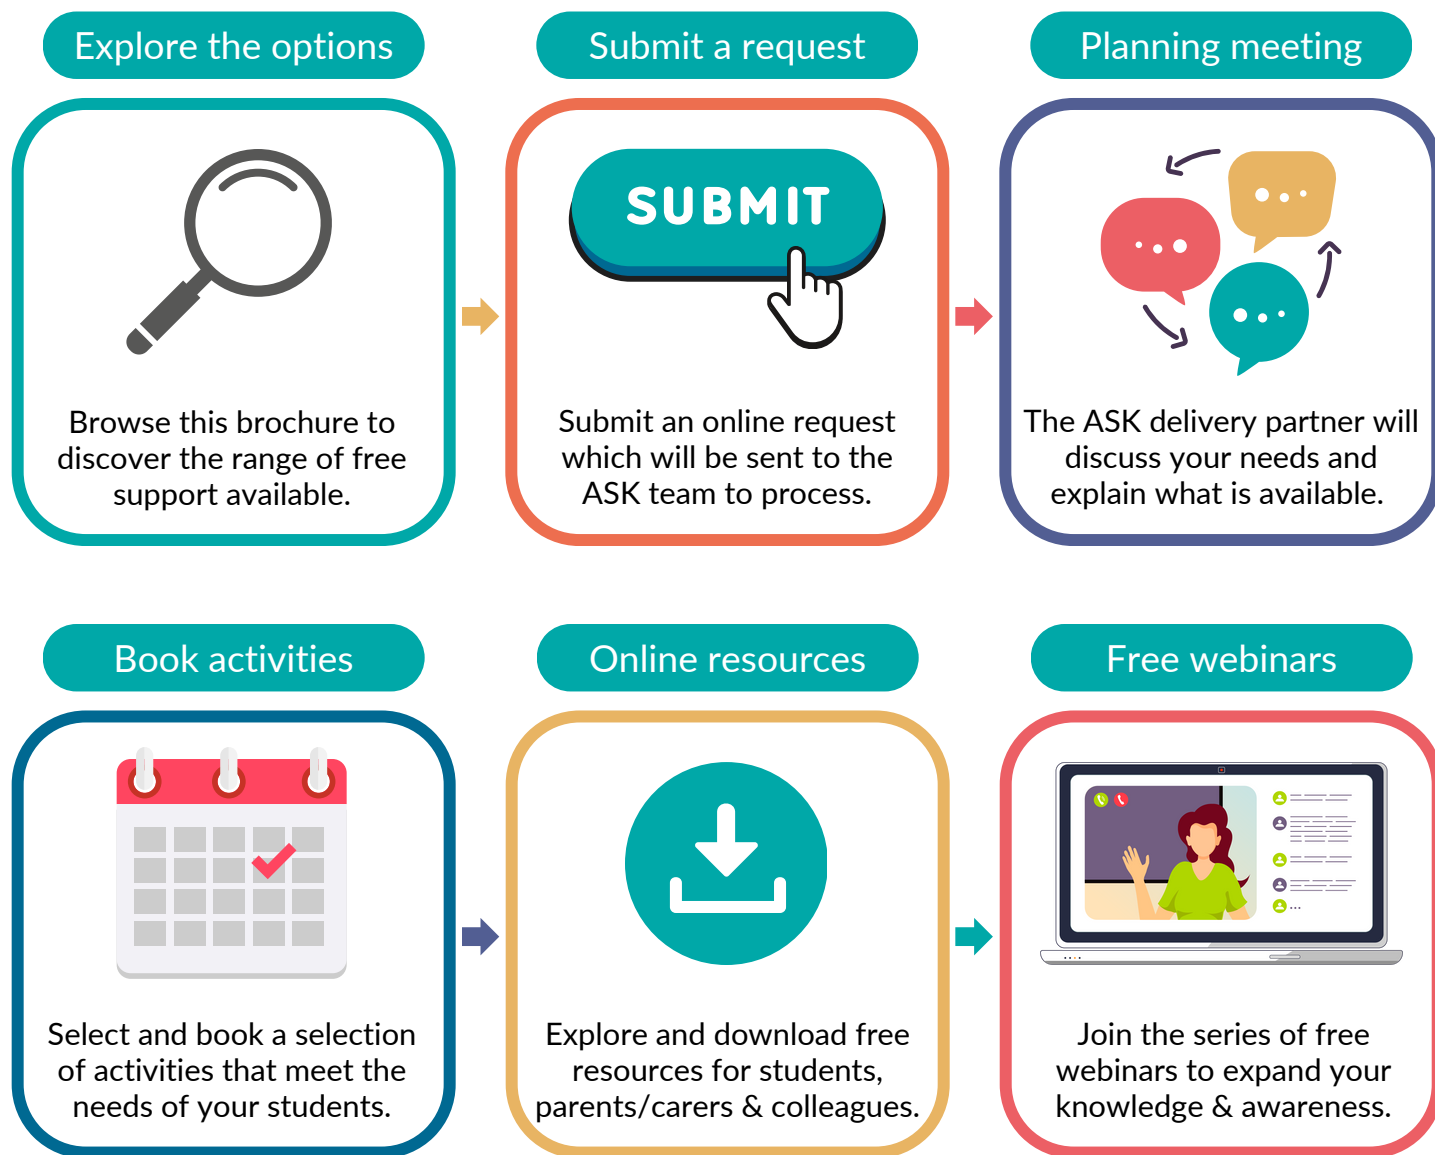 Explore the options
Submit a request
Planning meeting
SUBMIT
Browse this brochure to
discover the range of free
support available.
Submit an online request
which will be sent to the
ASK team to process.
The ASK delivery partner will
discuss your needs and
explain what is available.
Book activities
Online resources
Free webinars
Select and book a selection
of activities that meet the
needs of your students.
Explore and download free
resources for students,
parents/carers & colleagues.
Join the series of free
webinars to expand your
knowledge & awareness.